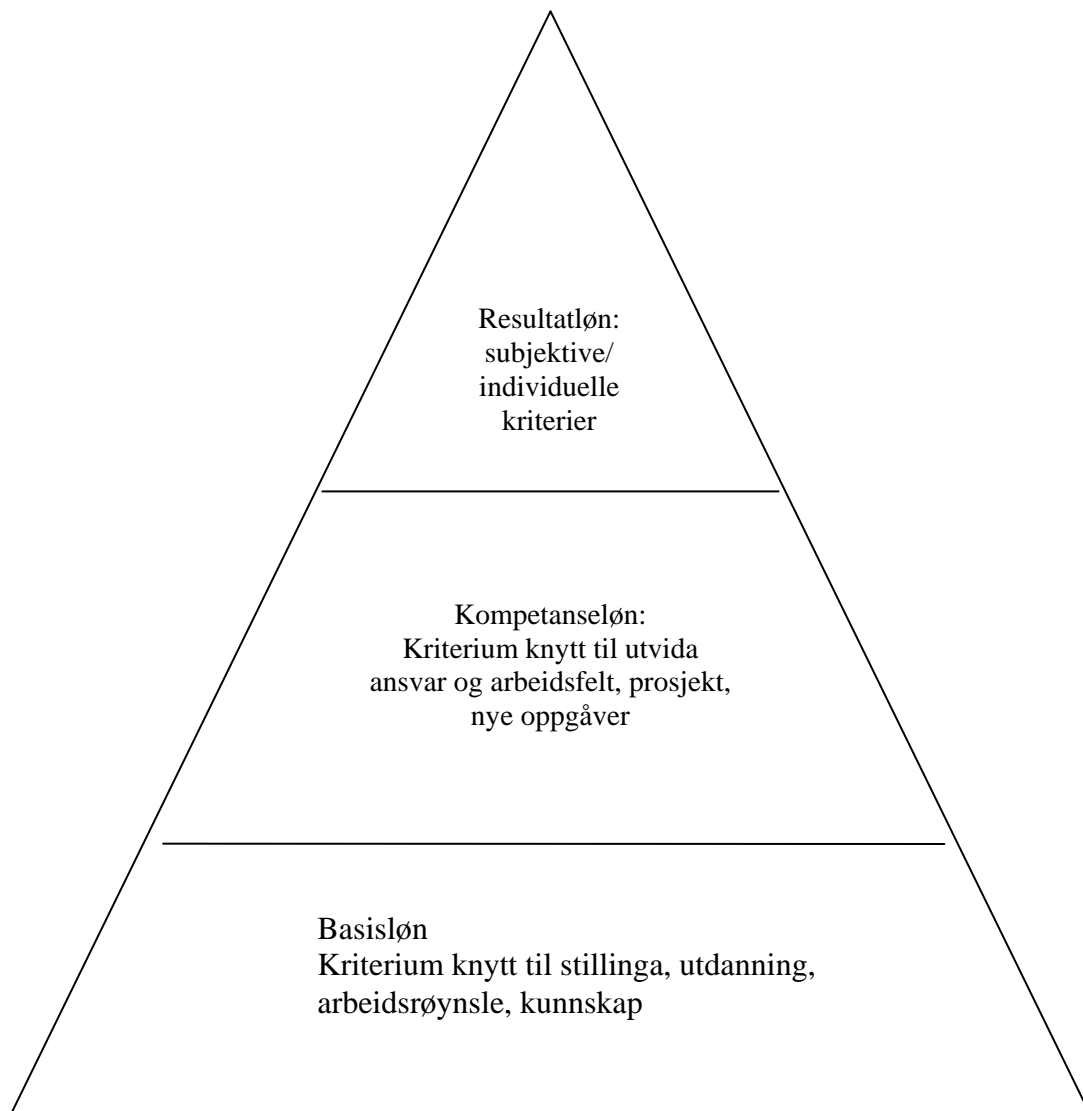 Resultatløn:
subjektive/
individuelle
kriterier
Kompetanseløn:
Kriterium knytt til utvida
ansvar og arbeidsfelt, prosjekt,
nye oppgåver
Basisløn
Kriterium knytt til stillinga, utdanning,
arbeidsrøynsle, kunnskap